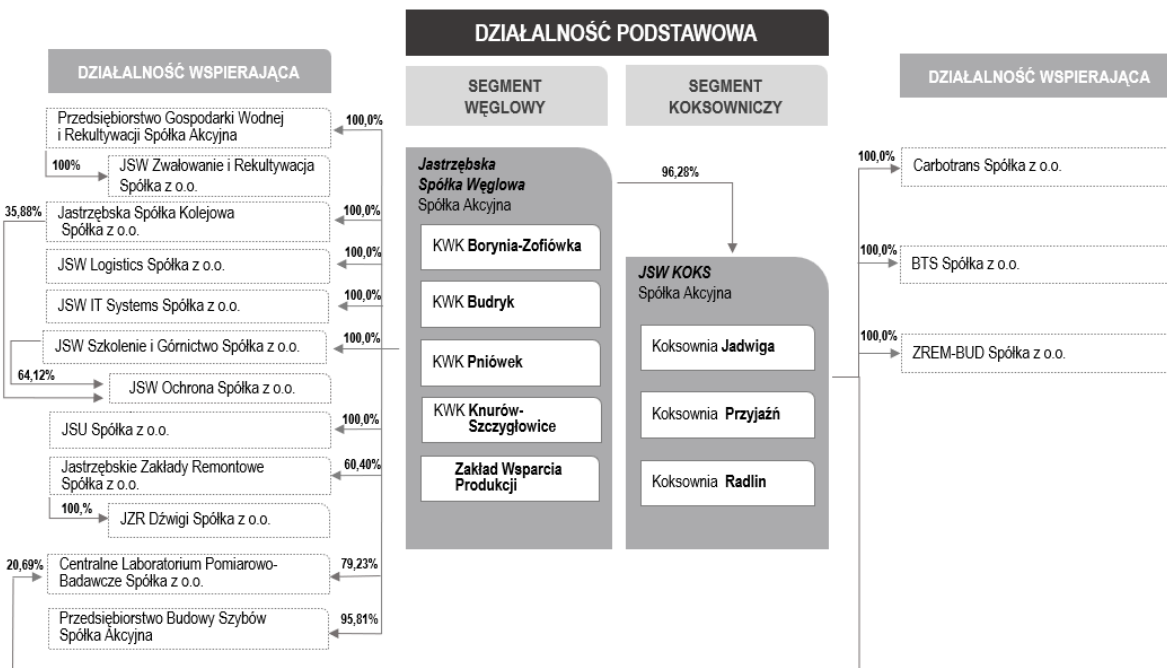 DZIAŁALNOŚĆ PODSTAWOWA
DZIAŁALNOŚĆ WSPIERAJĄCA
Przedsiębiorstwo Gospodarki Wodnej
i Rekultywacji Spółka Akcyjna
100,0%
100%
JSW Zwałowanie i Rekultywacja
Spółka z o.o.
35,88%
Jastrzębska Spółka Kolejowa
Spółka z o.o.
100,0%
JSW Logistics Spółka z o.o.
100,0%
JSW IT Systems Spółka z o.o.
100,0%
JSW Szkolenie i Górnictwo Spółka z o.o.
100,0%
64,12%
JSW Ochrona Spółka z o.o.
JSU Spółka z o.o.
100,0%
Jastrzębskie Zakłady Remontowe
Spółka z o.o.
60,40%
100,%
JZR Dźwigi Spółka z o.o.
20,69%
Centralne Laboratorium Pomiarowo-
Badawcze Spółka z o.o.
79,23%
Przedsiębiorstwo Budowy Szybów
Spółka Akcyjna
95,81%
SEGMENT
WĘGLOWY
Jastrzębska
Spółka Węglowa
Spółka Akcyjna
KWK Borynia-Zofiówka
KWK Budryk
KWK Pniówek
KWK Knurów-
Szczygłowice
Zakład Wsparcia
Produkcji
SEGMENT
KOKSOWNICZY
96,28%
JSW KOKS
Spółka Akcyjna
Koksownia Jadwiga
Koksownia Przyjaźń
Koksownia Radlin
DZIAŁALNOŚĆ WSPIERAJĄCA
100,0%
Carbotrans Spółka z o.o.
100,0%
BTS Spółka z o.o.
100,0%
ZREM-BUD Spółka z o.o.